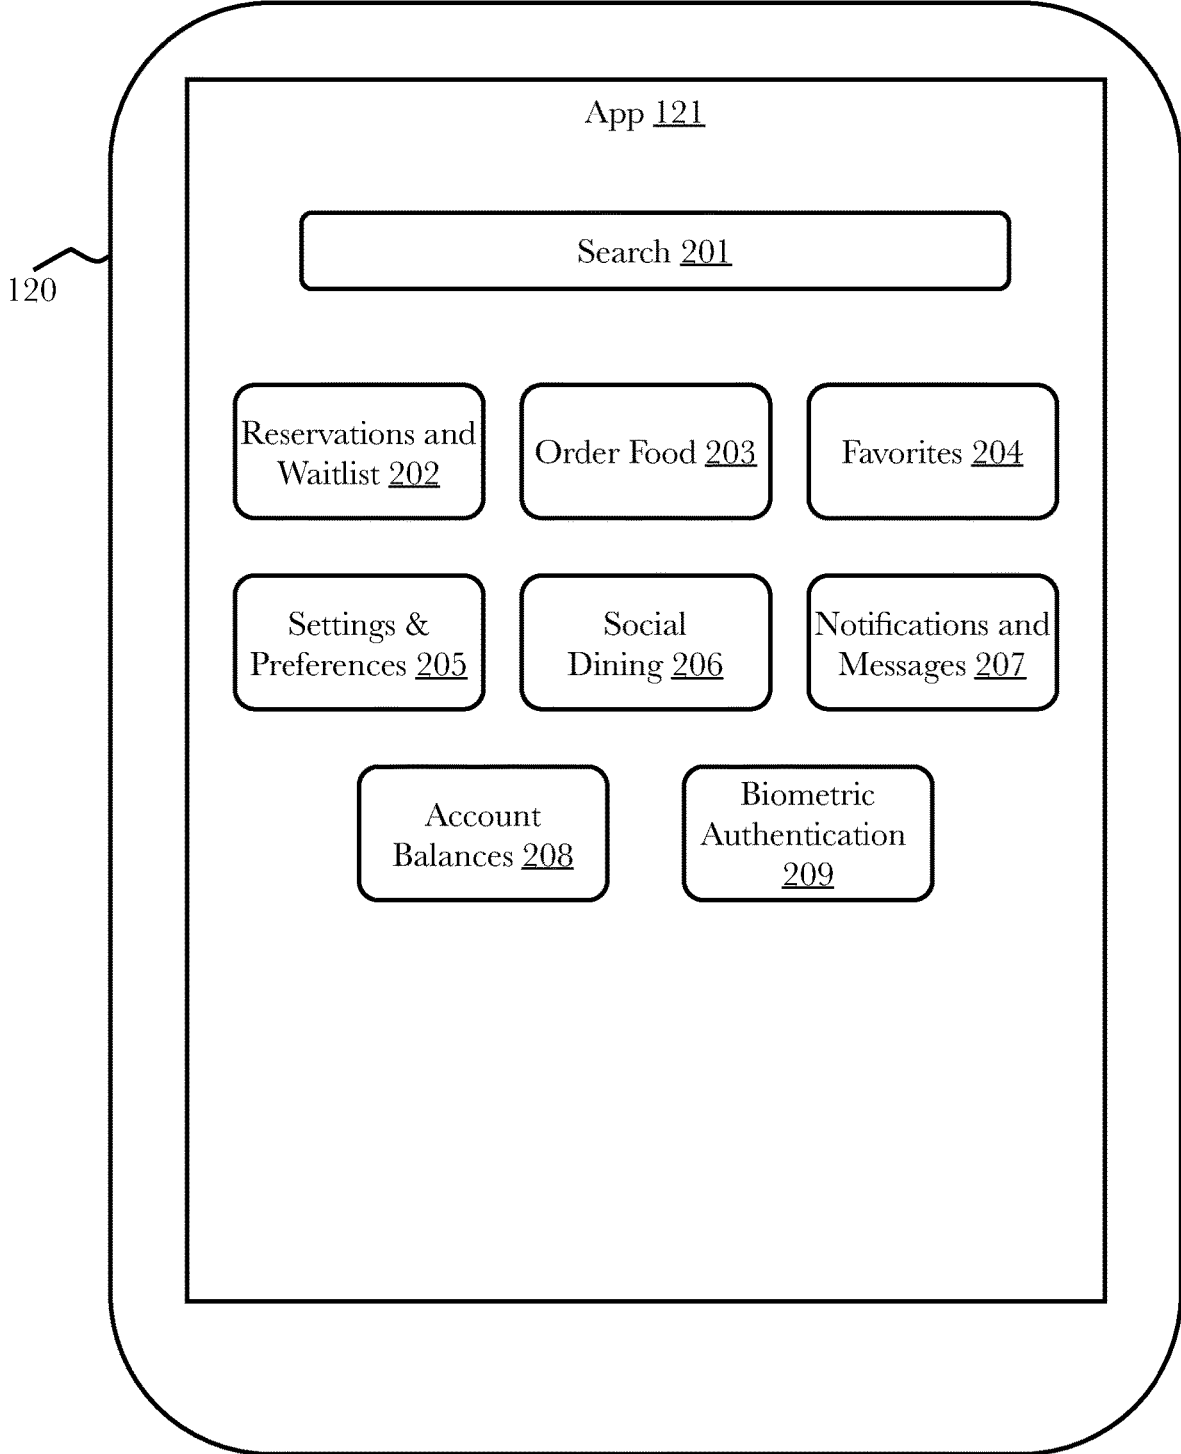 App 121
Search 201
120
Reservations and
Waitlist 202
Order Food 203
Favorites 204
Settings &
Preferences 205
Social
Dining 206
Notifications and
Messages 207
Account
Balances 208
Biometric
Authentication
209